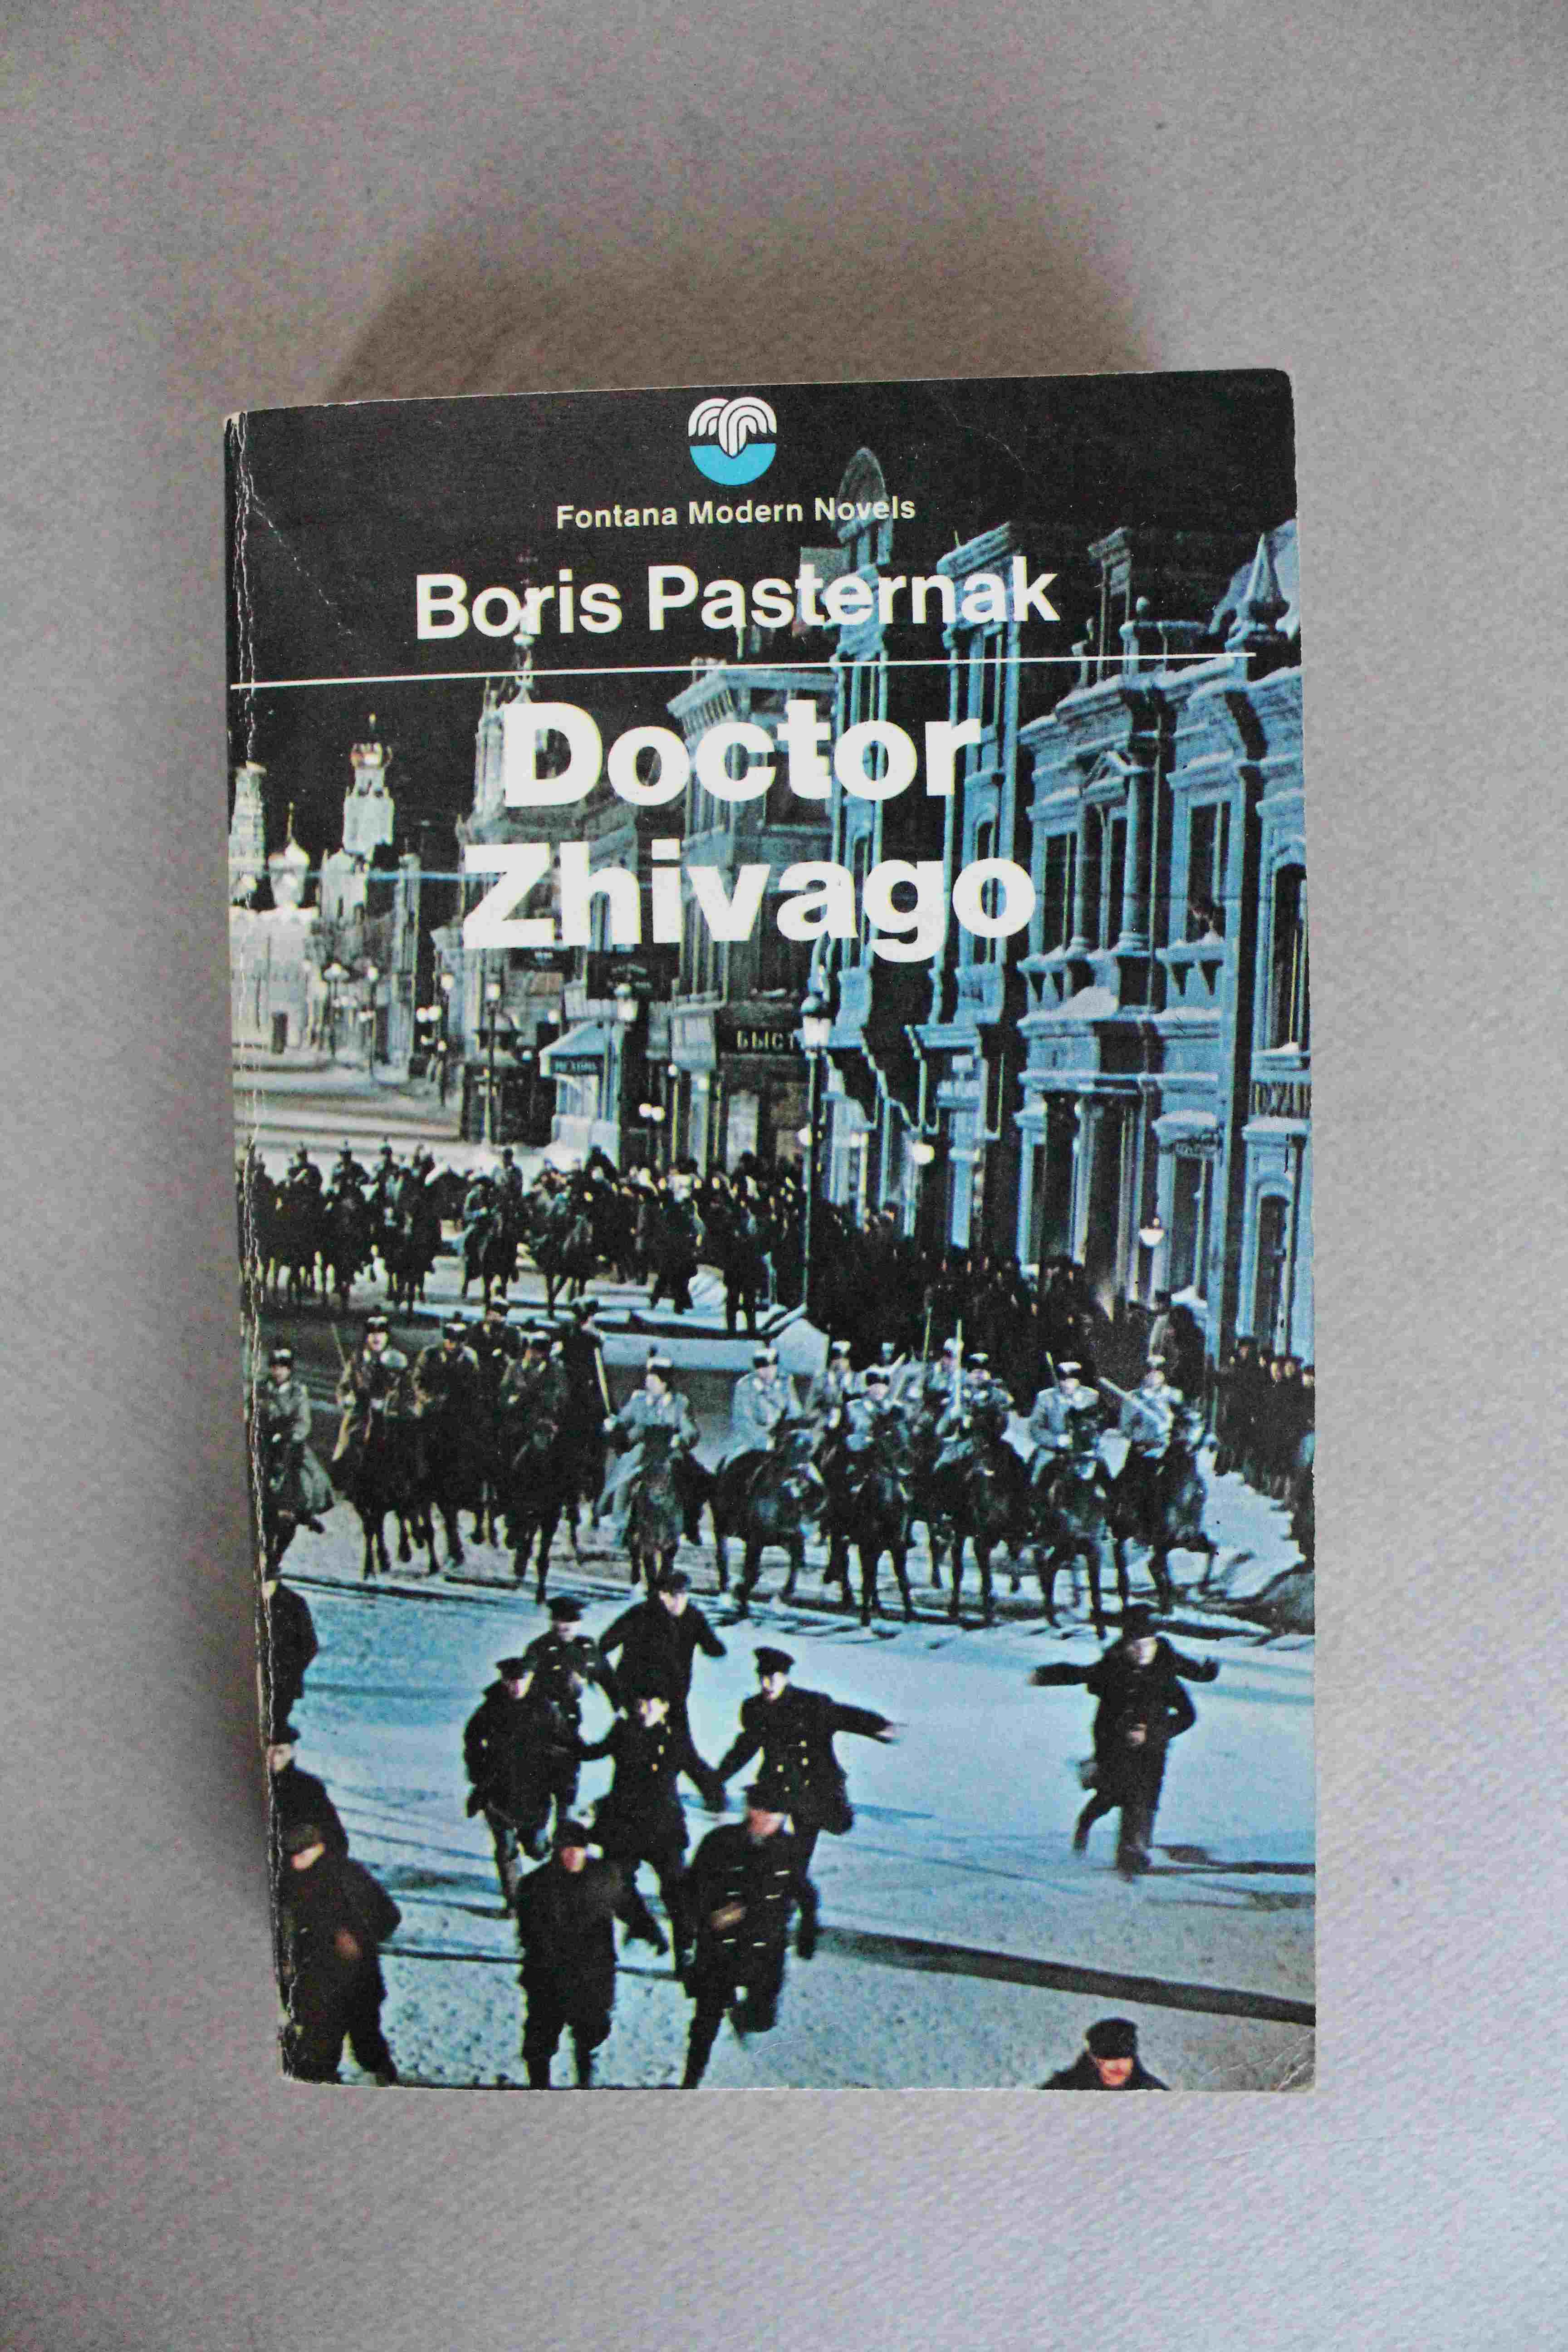 Fontana Modern Novels
Boris Pasternak
Doctor
Zhivago
БЫСТ